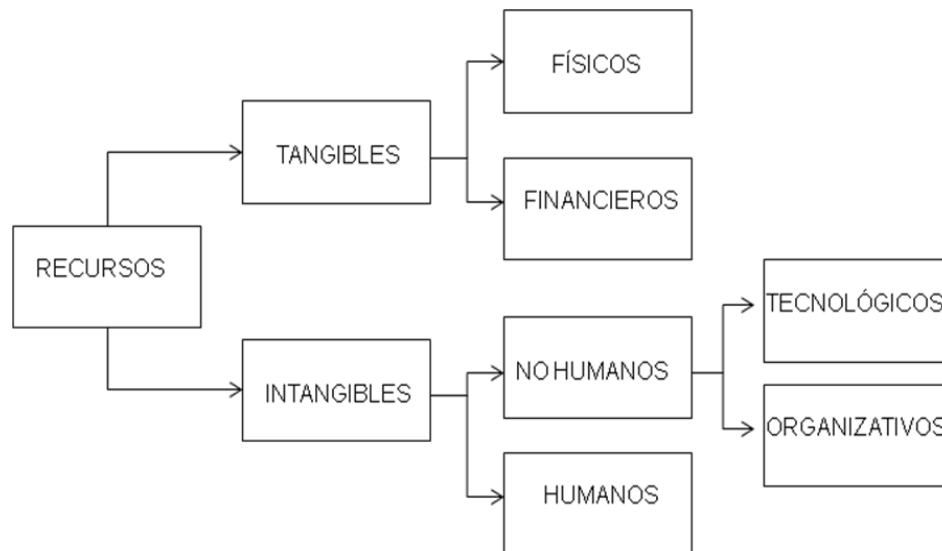 FÍSICOS
TANGIBLES
FINANCIEROS
RECURSOS
TECNOLÓGICOS
NO HUMANOS
INTANGIBLES
ORGANIZATIVOS
HUMANOS